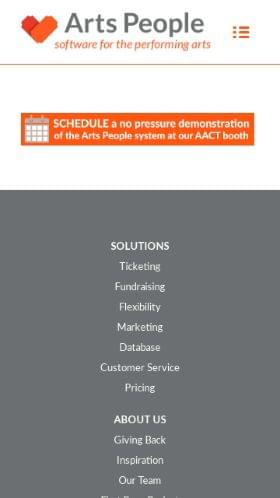 Arts People
software for the performing arts
SCHEDULE a no pressure demonstration
of the Arts People system at our AACT booth
SOLUTIONS
Ticketing
Fundraising
Flexibility
Marketing
Database
Customer Service
Pricing
ABOUT US
Giving Back
Inspiration
Our Team